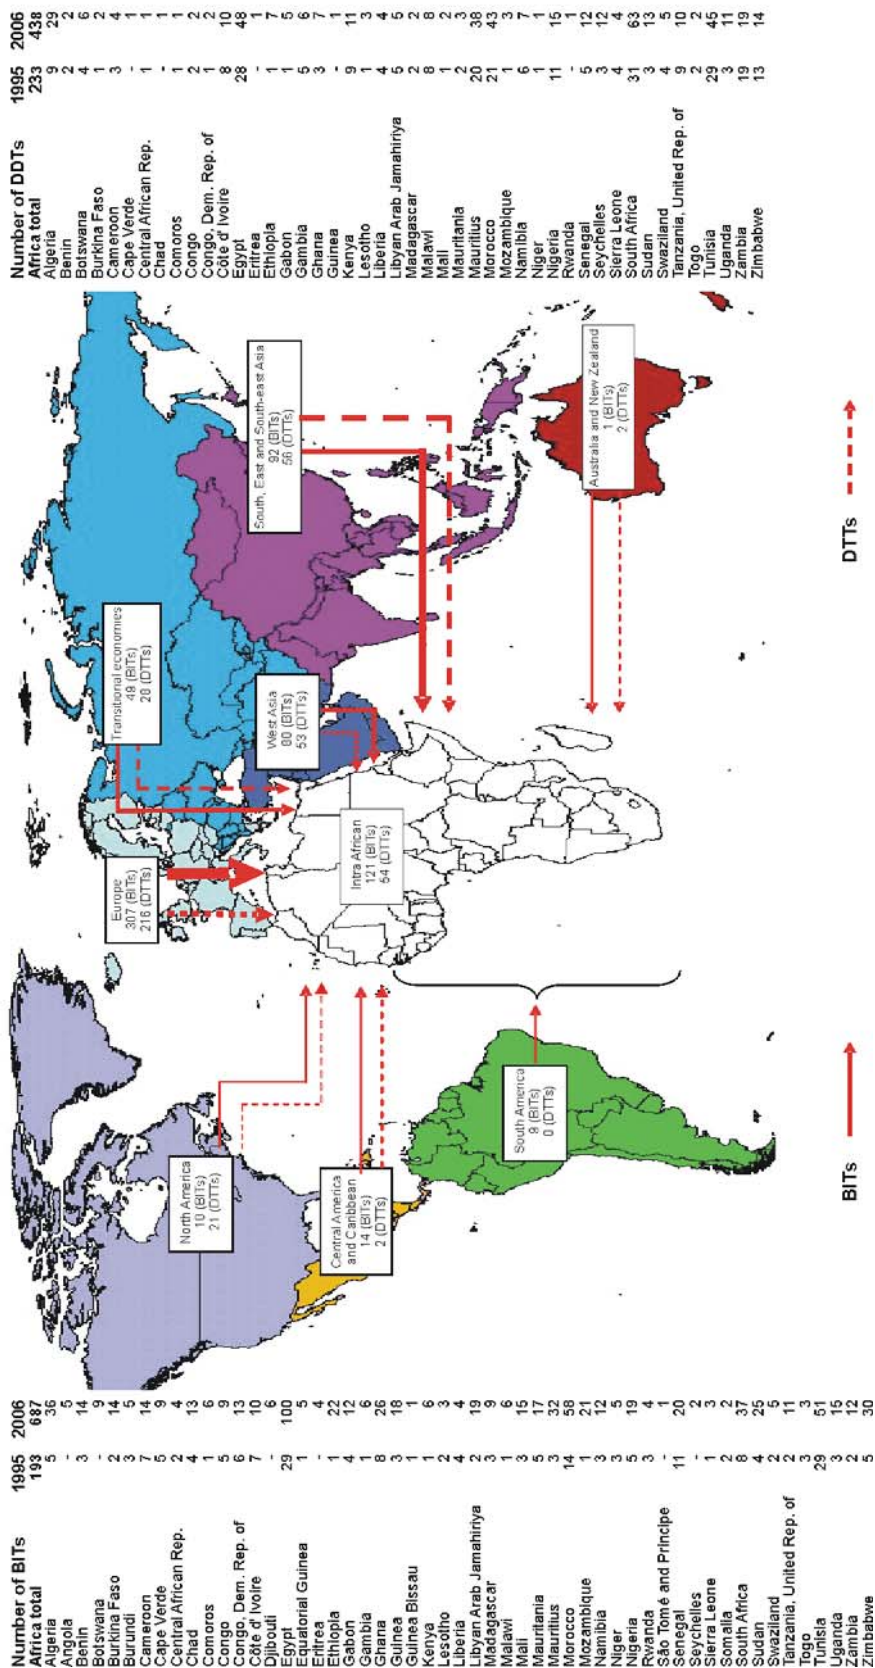 Number of BITs 1995 2006
Africa total 193 687
Algeria 5 36
Angola - 5
Benin 3 14
Botswana - 9
Burkina Faso 2 14
Burundi 3 5
Cameroon 7 14
Cape Verde 5 9
Central African Rep. 2 4
Chad 4 13
Comoros 1 6
Congo 5 9
Congo, Dem. Rep. of 6 13
Côte d' Ivoire 7 10
Djibouti - 6
Egypt 29 100
Equatorial Guinea 1 5
Eritrea - 4
Ethiopia 1 22
Gabon 4 12
Gambia 1 6
Ghana 8 26
Guinea 3 18
Guinea Bissau 1 1
Kenya 1 6
Lesotho 2 3
Liberia 4 4
Libyan Arab Jamahiriya 2 19
Madagascar 3 9
Malawi 1 6
Mali 3 15
Mauritania 5 17
Mauritius 3 32
Morocco 14 58
Mozambique 1 21
Namibia 3 12
Niger 3 5
Nigeria 5 19
Rwanda 3 4
São Tomé and Principe - 1
Senegal 11 20
Seychelles - 2
Sierra Leone 1 3
Somalia 2 2
South Africa 8 37
Sudan 4 25
Swaziland 2 5
Tanzania, United Rep. of 2 11
Togo 3 3
Tunisia 29 51
Uganda 3 15
Zambia 2 12
Zimbabwe 5 30
North America
10 (BITs)
21 (DTTs)
Central America
and Caribbean
14 (BITs)
2 (DTTs)
South America
9 (BITs)
0 (DTTs)
Europe
307 (BITs)
216 (DTTs)
Intra African
121 (BITs)
54 (DTTs)
Transitional economies
49 (BITs)
28 (DTTs)
West Asia
80 (BITs)
53 (DTTs)
South, East and South-east Asia
92 (BITs)
56 (DTTs)
Australia and New Zealand
1 (BITs)
2 (DTTs)
BITs
DTTs
Number of DDTs 1995 2006
Africa total 233 438
Algeria 9 29
Benin 2 2
Botswana 4 6
Burkina Faso 1 2
Cameroon 3 4
Cape Verde - 1
Central African Rep. 1 1
Chad - 1
Comoros 1 1
Congo 2 2
Congo, Dem. Rep. of 1 2
Côte d' Ivoire 8 10
Egypt 28 48
Eritrea - 1
Ethiopia 1 7
Gabon 1 5
Gambia 5 6
Ghana 3 7
Guinea - 1
Kenya 9 11
Lesotho 1 3
Liberia 4 4
Libyan Arab Jamahiriya 5 8
Madagascar 2 2
Malawi 8 8
Mali 2 2
Mauritania 2 3
Mauritius 20 38
Morocco 21 43
Mozambique 1 3
Namibia 6 7
Niger 1 1
Nigeria 11 15
Rwanda - 1
Senegal 5 12
Seychelles 3 12
Sierra Leone 4 4
South Africa 31 63
Sudan 3 13
Swaziland 4 5
Tanzania, United Rep. of 9 10
Togo 2 2
Tunisia 29 45
Uganda 3 11
Zambia 19 19
Zimbabwe 13 14